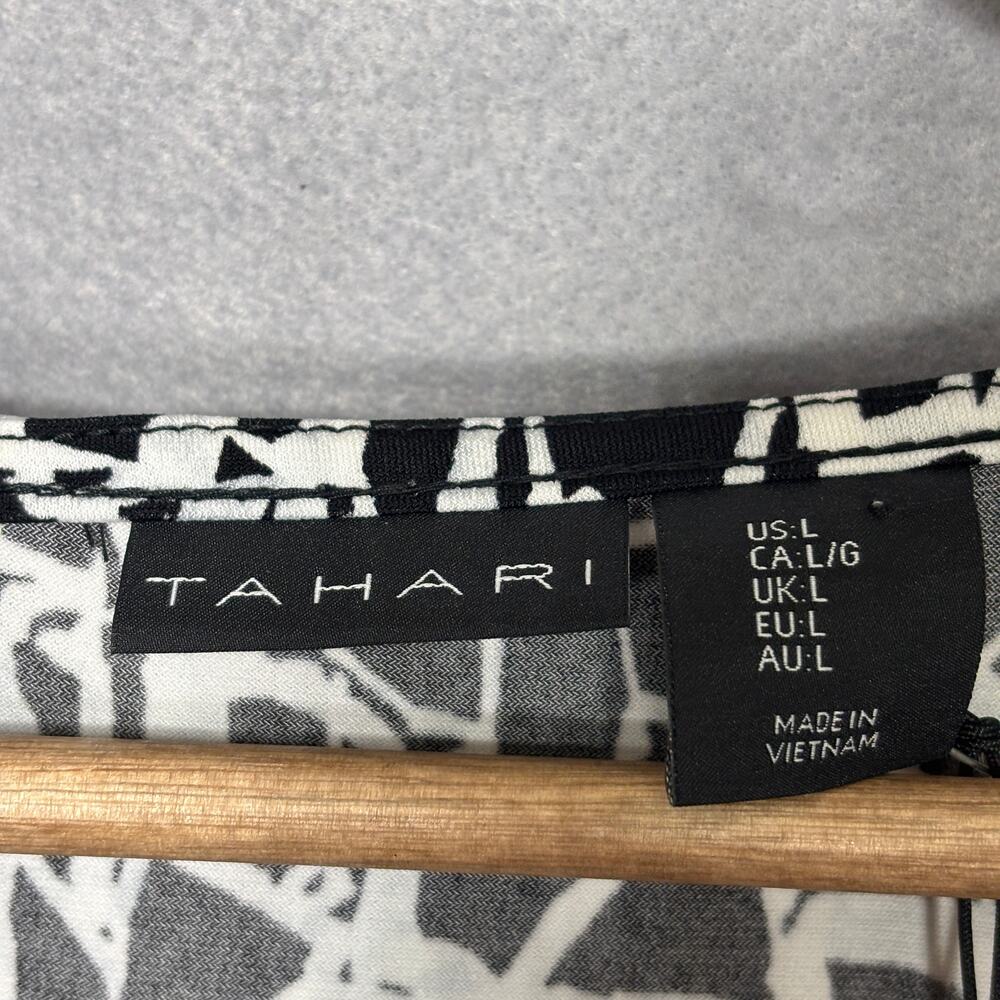 TAHARI
US:L
CA:L/G
UK:L
EU:L
AU:L
MADE IN
VIETNAM